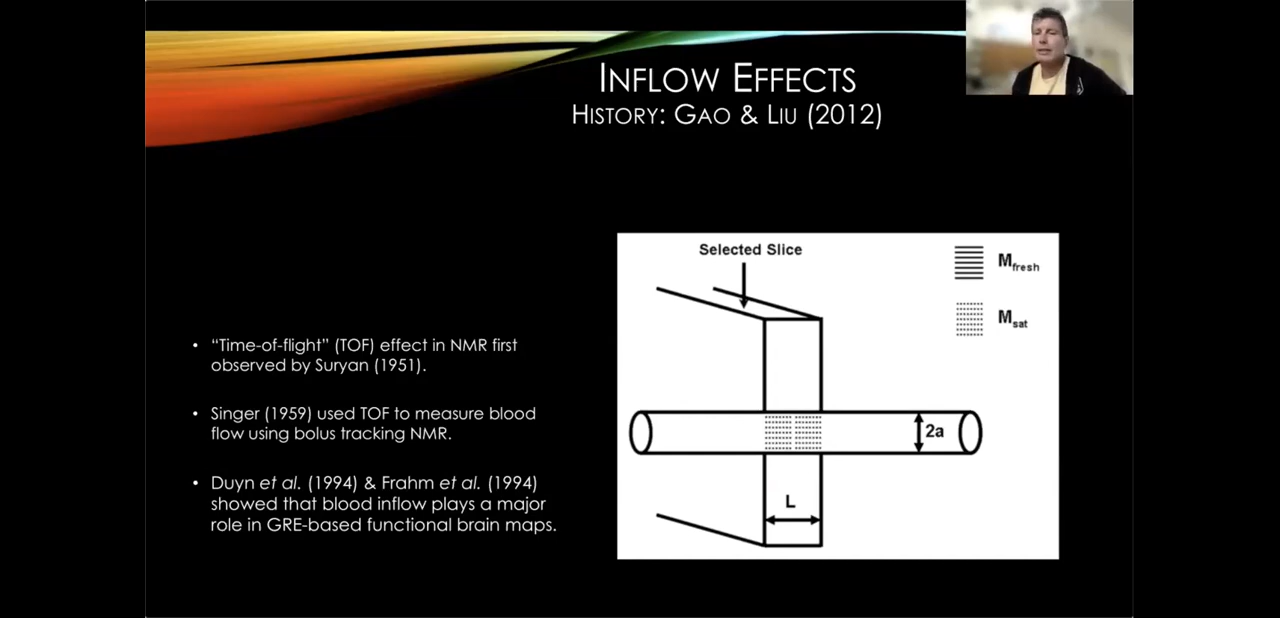 INFLOW EFFECTS
HISTORY: GAO & LIU (2012)
• “Time-of-flight” (TOF) effect in NMR first
observed by Suryan (1951).
• Singer (1959) used TOF to measure blood
flow using bolus tracking NMR.
• Duyn et al. (1994) & Frahm et al. (1994)
showed that blood inflow plays a major
role in GRE-based functional brain maps.
Selected Slice
Mfresh
Msat
2a
L